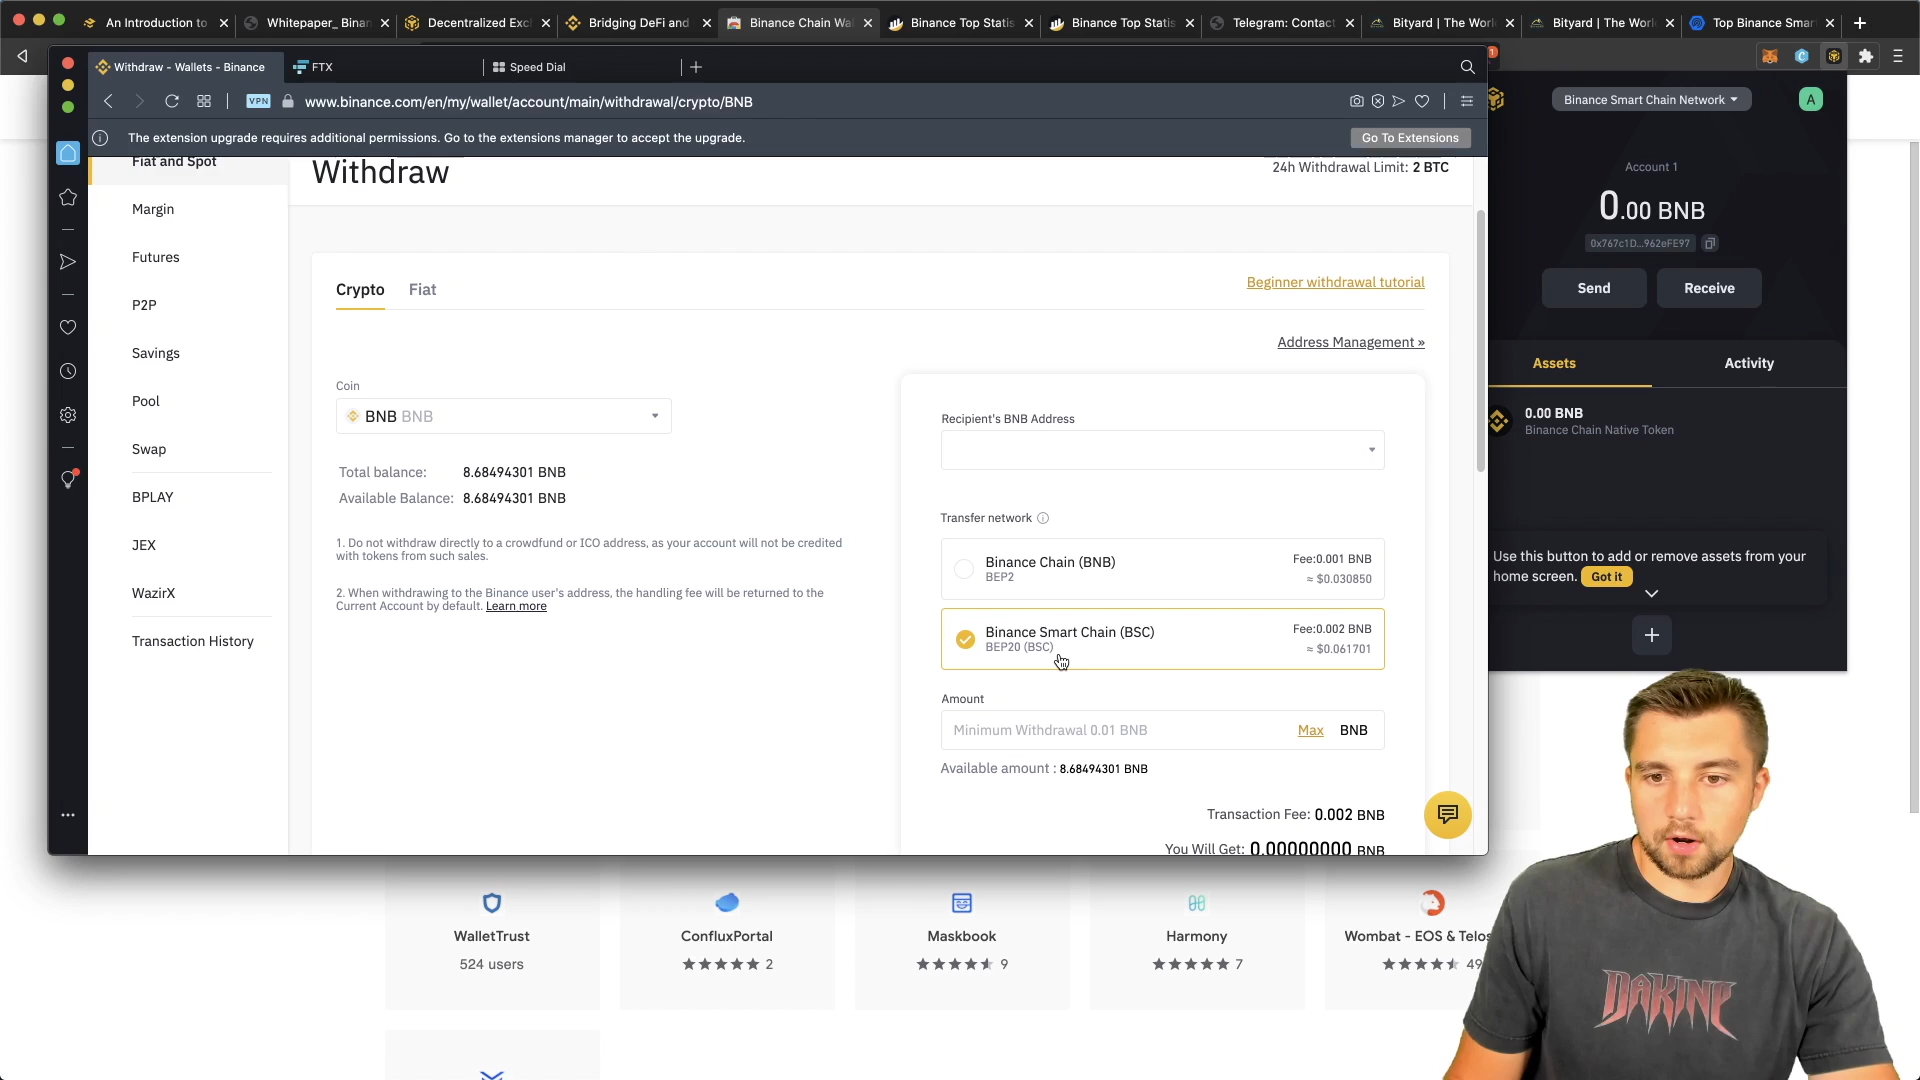 An Introduction to
Whitepaper_ Binan
Decentralized Exc
Bridging DeFi and
Binance Chain Wal
Binance Top Statis
Binance Top Statis
Telegram: Contact
Bityard | The Worl
Bityard | The Worl
Top Binance Smar
Withdraw - Wallets - Binance
FTX
Speed Dial
1
VPN
www.binance.com/en/my/wallet/account/main/withdrawal/crypto/BNB
The extension upgrade requires additional permissions. Go to the extensions manager to accept the upgrade.
Go To Extensions
Fiat and Spot
Margin
Futures
P2P
Savings
Pool
Swap
BPLAY
JEX
WazirX
Transaction History
Withdraw
24h Withdrawal Limit: 2 BTC
Crypto
Fiat
Beginner withdrawal tutorial
Address Management »
Coin
BNB BNB
Total balance: 8.68494301 BNB
Available Balance: 8.68494301 BNB
1. Do not withdraw directly to a crowdfund or ICO address, as your account will not be credited
with tokens from such sales.
2. When withdrawing to the Binance user's address, the handling fee will be returned to the
Current Account by default. Learn more
Recipient's BNB Address
Transfer network
Binance Chain (BNB)
BEP2
Fee:0.001 BNB
≈ $0.030850
Binance Smart Chain (BSC)
BEP20 (BSC)
Fee:0.002 BNB
≈ $0.061701
Amount
Minimum Withdrawal 0.01 BNB
Max
BNB
Available amount : 8.68494301 BNB
Transaction Fee: 0.002 BNB
You Will Get: 0.00000000 BNB
Binance Smart Chain Network
A
Account 1
0.00 BNB
0x767c1D...962eFE97
Send
Receive
Assets
Activity
0.00 BNB
Binance Chain Native Token
Use this button to add or remove assets from your
home screen. Got it
WalletTrust
524 users
ConfluxPortal
2
Maskbook
9
Harmony
7
Wombat - EOS & Telos
49
DAKINE